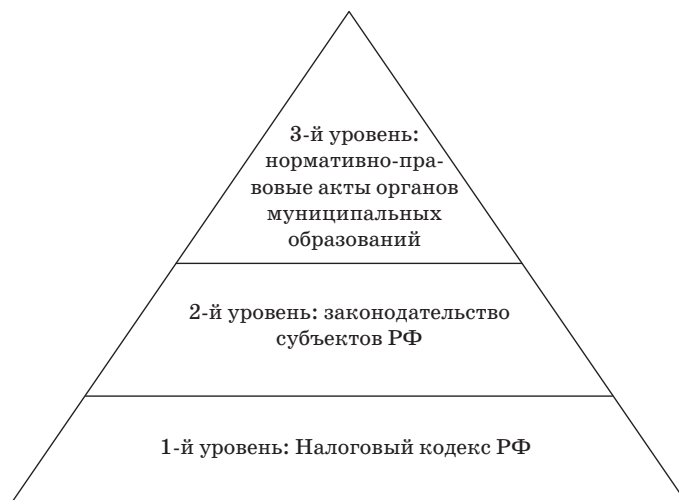 3-й уровень:
нормативно-пра-
вовые акты органов
муниципальных
образований
2-й уровень: законодательство
субъектов РФ
1-й уровень: Налоговый кодекс РФ